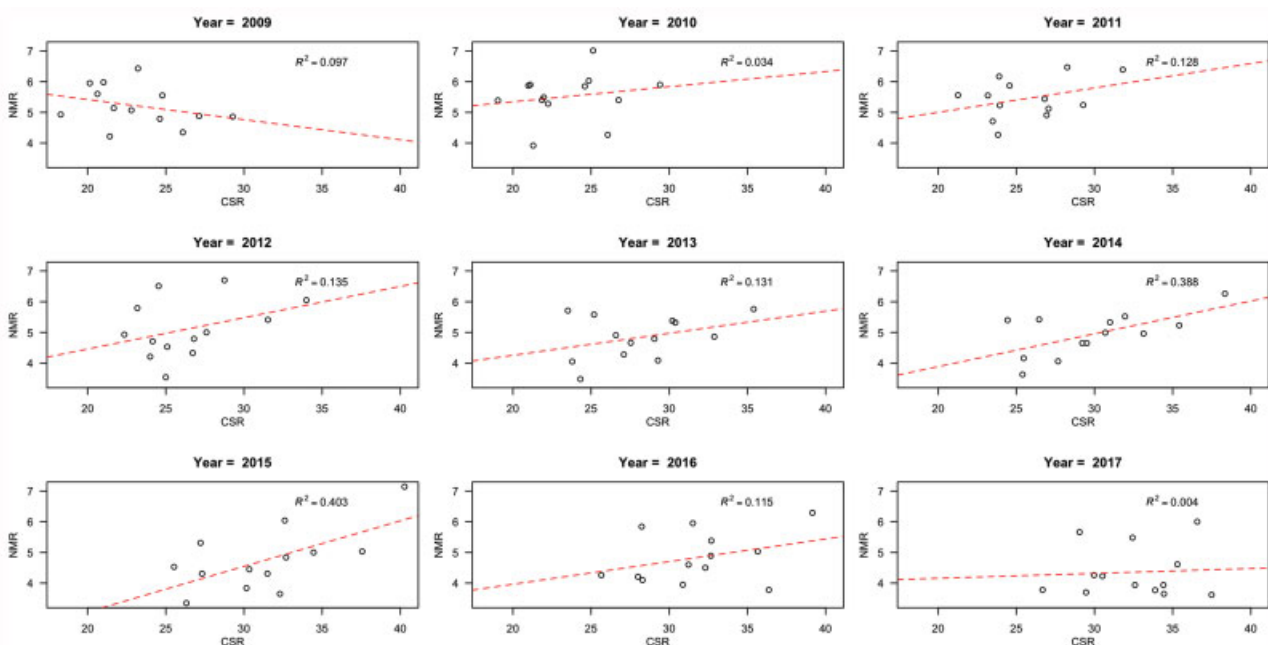 Year = 2009
R² = 0.097
NMR
7
6
5
4
20 25 30 35 40
CSR
Year = 2010
R² = 0.034
NMR
7
6
5
4
20 25 30 35 40
CSR
Year = 2011
R² = 0.128
NMR
7
6
5
4
20 25 30 35 40
CSR
Year = 2012
R² = 0.135
NMR
7
6
5
4
20 25 30 35 40
CSR
Year = 2013
R² = 0.131
NMR
7
6
5
4
20 25 30 35 40
CSR
Year = 2014
R² = 0.388
NMR
7
6
5
4
20 25 30 35 40
CSR
Year = 2015
R² = 0.403
NMR
7
6
5
4
20 25 30 35 40
CSR
Year = 2016
R² = 0.115
NMR
7
6
5
4
20 25 30 35 40
CSR
Year = 2017
R² = 0.004
NMR
7
6
5
4
20 25 30 35 40
CSR